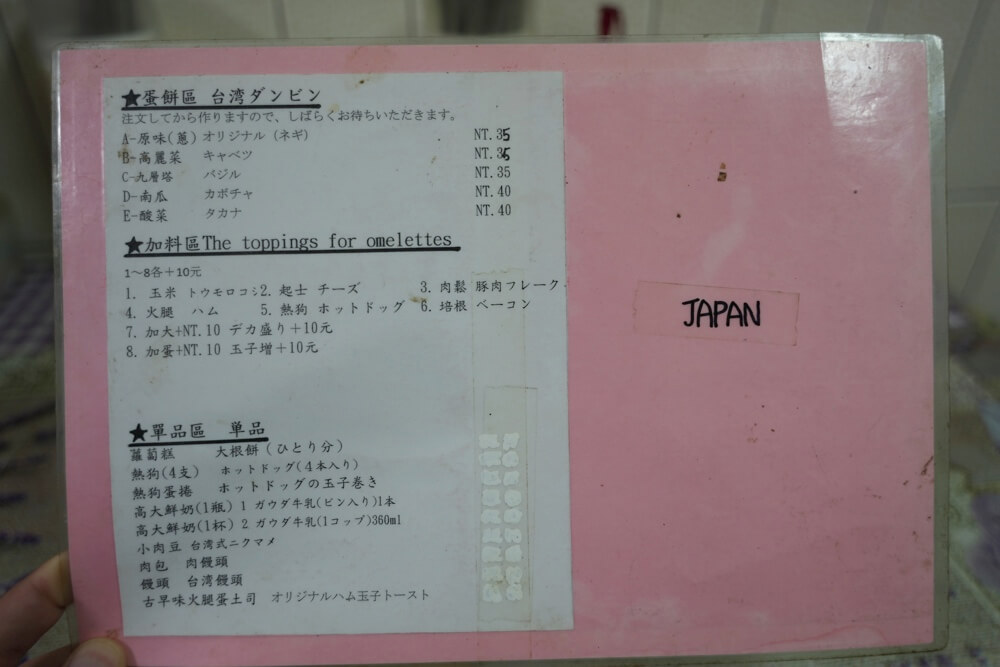 ★蛋餅區 台湾ダンビン
注文してから作りますので、しばらくお待ちいただきます。
A-原味(蔥) オリジナル (ネギ) NT.35
B-高麗菜 キャベツ NT.35
C-九層塔 バジル NT.35
D-南瓜 カボチャ NT.40
E-酸菜 タカナ NT.40
★加料區The toppings for omelettes
1～8各＋10元
1. 玉米 トウモロコシ 2. 起士 チーズ 3. 肉鬆 豚肉フレーク
4. 火腿 ハム 5. 熱狗 ホットドッグ 6. 培根 ベーコン
7. 加大+NT.10 デカ盛り＋10元
8. 加蛋+NT.10 玉子増＋10元
★單品區 単品
蘿蔔糕 大根餅 (ひとり分)
熱狗(4支) ホットドッグ(4本入り)
熱狗蛋捲 ホットドッグの玉子巻き
高大鮮奶(1瓶) 1 ガウダ牛乳(ビン入り)1本
高大鮮奶(1杯) 2 ガウダ牛乳(1コップ)360ml
小肉豆 台湾式ニクマメ
肉包 肉饅頭
饅頭 台湾饅頭
古早味火腿蛋土司 オリジナルハム玉子トースト
JAPAN